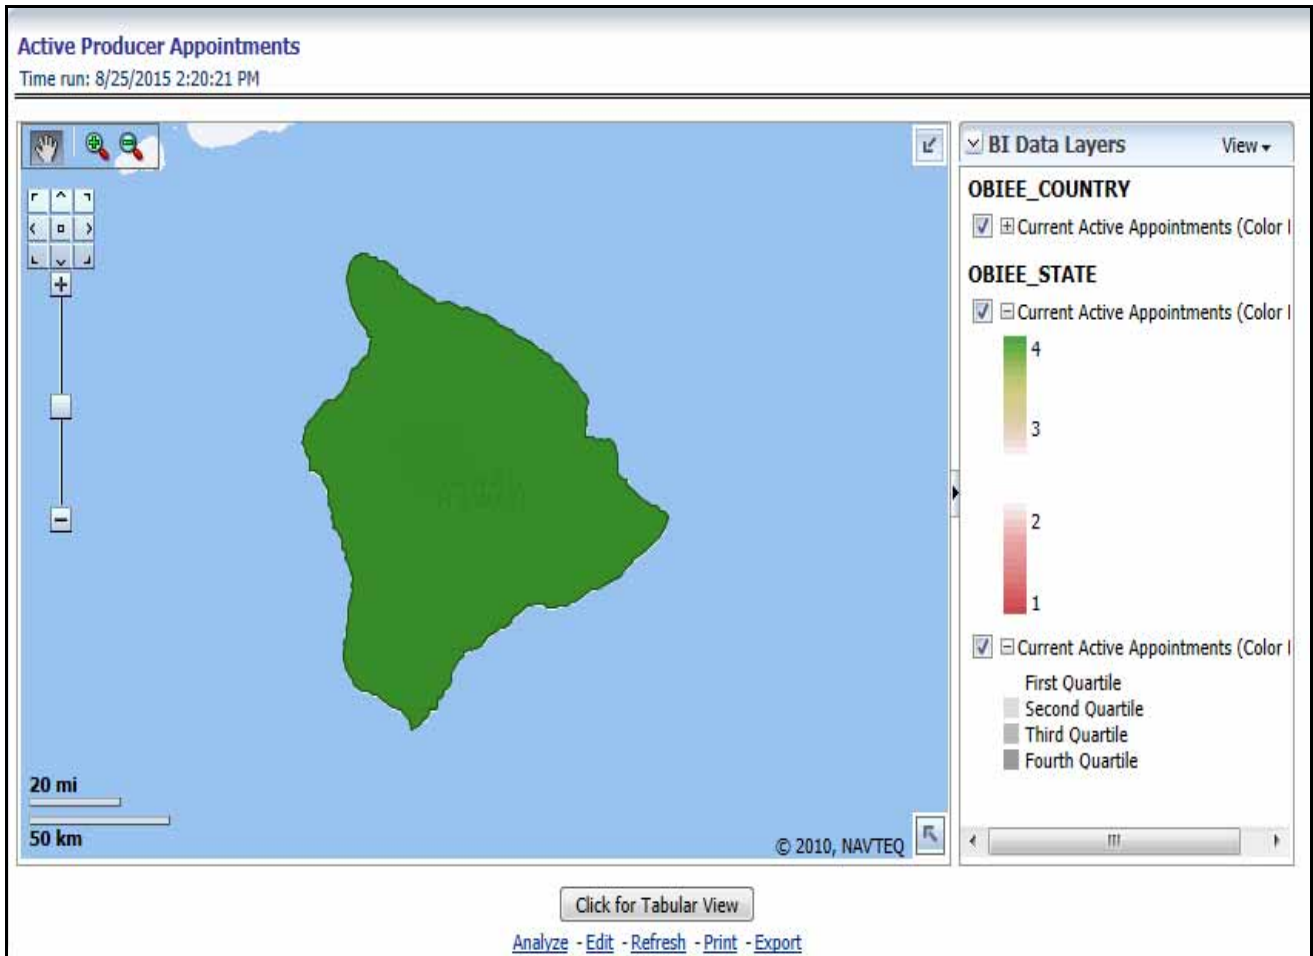 Active Producer Appointments
Time run: 8/25/2015 2:20:21 PM
BI Data Layers
View
OBIEE_COUNTRY
Current Active Appointments (Color
OBIEE_STATE
Current Active Appointments (Color
4
3
2
1
Current Active Appointments (Color
First Quartile
Second Quartile
Third Quartile
Fourth Quartile
20 mi
50 km
© 2010, NAVTEQ
Click for Tabular View
Analyze - Edit - Refresh - Print - Export